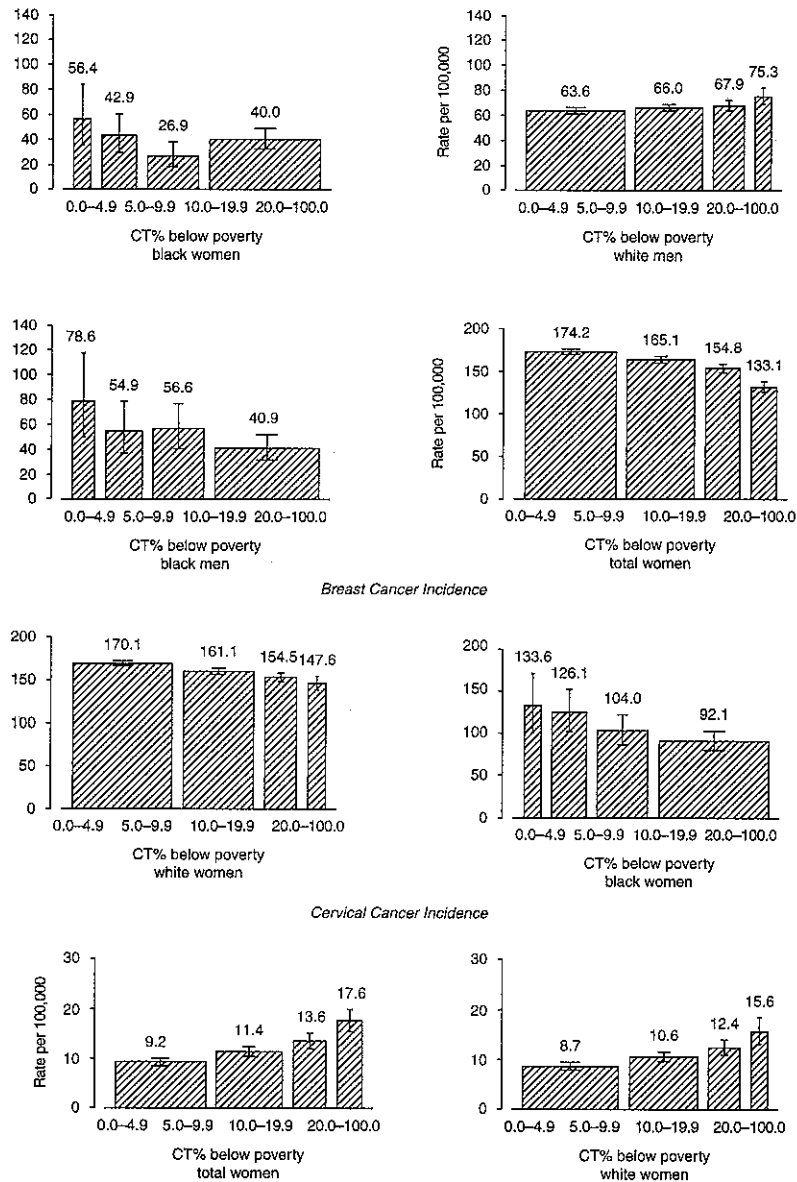 140
120
100
80
60
40
20
0
56.4
42.9
26.9
40.0
0.0–4.9 5.0–9.9 10.0–19.9 20.0–100.0
CT% below poverty
black women
Rate per 100,000
140
120
100
80
60
40
20
0
63.6
66.0
67.9
75.3
0.0–4.9 5.0–9.9 10.0–19.9 20.0–100.0
CT% below poverty
white men
140
120
100
80
60
40
20
0
78.6
54.9
56.6
40.9
0.0–4.9 5.0–9.9 10.0–19.9 20.0–100.0
CT% below poverty
black men
Rate per 100,000
200
150
100
50
0
174.2
165.1
154.8
133.1
0.0–4.9 5.0–9.9 10.0–19.9 20.0–100.0
CT% below poverty
total women
Breast Cancer Incidence
200
150
100
50
0
170.1
161.1
154.5
147.6
0.0–4.9 5.0–9.9 10.0–19.9 20.0–100.0
CT% below poverty
white women
200
150
100
50
0
133.6
126.1
104.0
92.1
0.0–4.9 5.0–9.9 10.0–19.9 20.0–100.0
CT% below poverty
black women
Cervical Cancer Incidence
Rate per 100,000
30
20
10
0
9.2
11.4
13.6
17.6
0.0–4.9 5.0–9.9 10.0–19.9 20.0–100.0
CT% below poverty
total women
30
20
10
0
8.7
10.6
12.4
15.6
0.0–4.9 5.0–9.9 10.0–19.9 20.0–100.0
CT% below poverty
white women